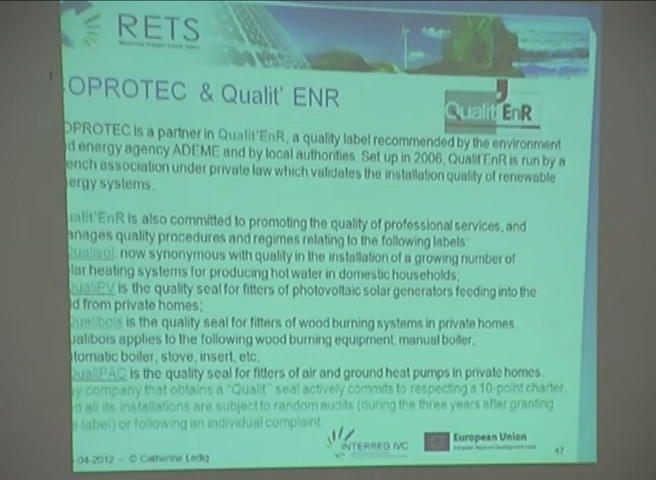 RETS
OPROTEC & Qualit' ENR
Qualit'EnR
OPROTEC is a partner in Qualit'EnR, a quality label recommended by the environment
d energy agency ADEME and by local authorities. Set up in 2006, Qualit'EnR is run by a
ench association under private law which validates the installation quality of renewable
ergy systems.
ualit'EnR is also committed to promoting the quality of professional services, and
anages quality procedures and regimes relating to the following labels:
Qualisol: now synonymous with quality in the installation of a growing number of
lar heating systems for producing hot water in domestic households;
QualiPV is the quality seal for fitters of photovoltaic solar generators feeding into the
id from private homes;
Qualibois is the quality seal for fitters of wood burning systems in private homes.
ualibois applies to the following wood burning equipment: manual boiler,
tomatic boiler, stove, insert, etc.
QualiPAC is the quality seal for fitters of air and ground heat pumps in private homes.
y company that obtains a "Qualit'" seal actively commits to respecting a 10-point charter,
d all its installations are subject to random audits (during the three years after granting
e label) or following an individual complaint.
INTERREG IVC
European Union
-04-2012 – © Catherine Ledig
47